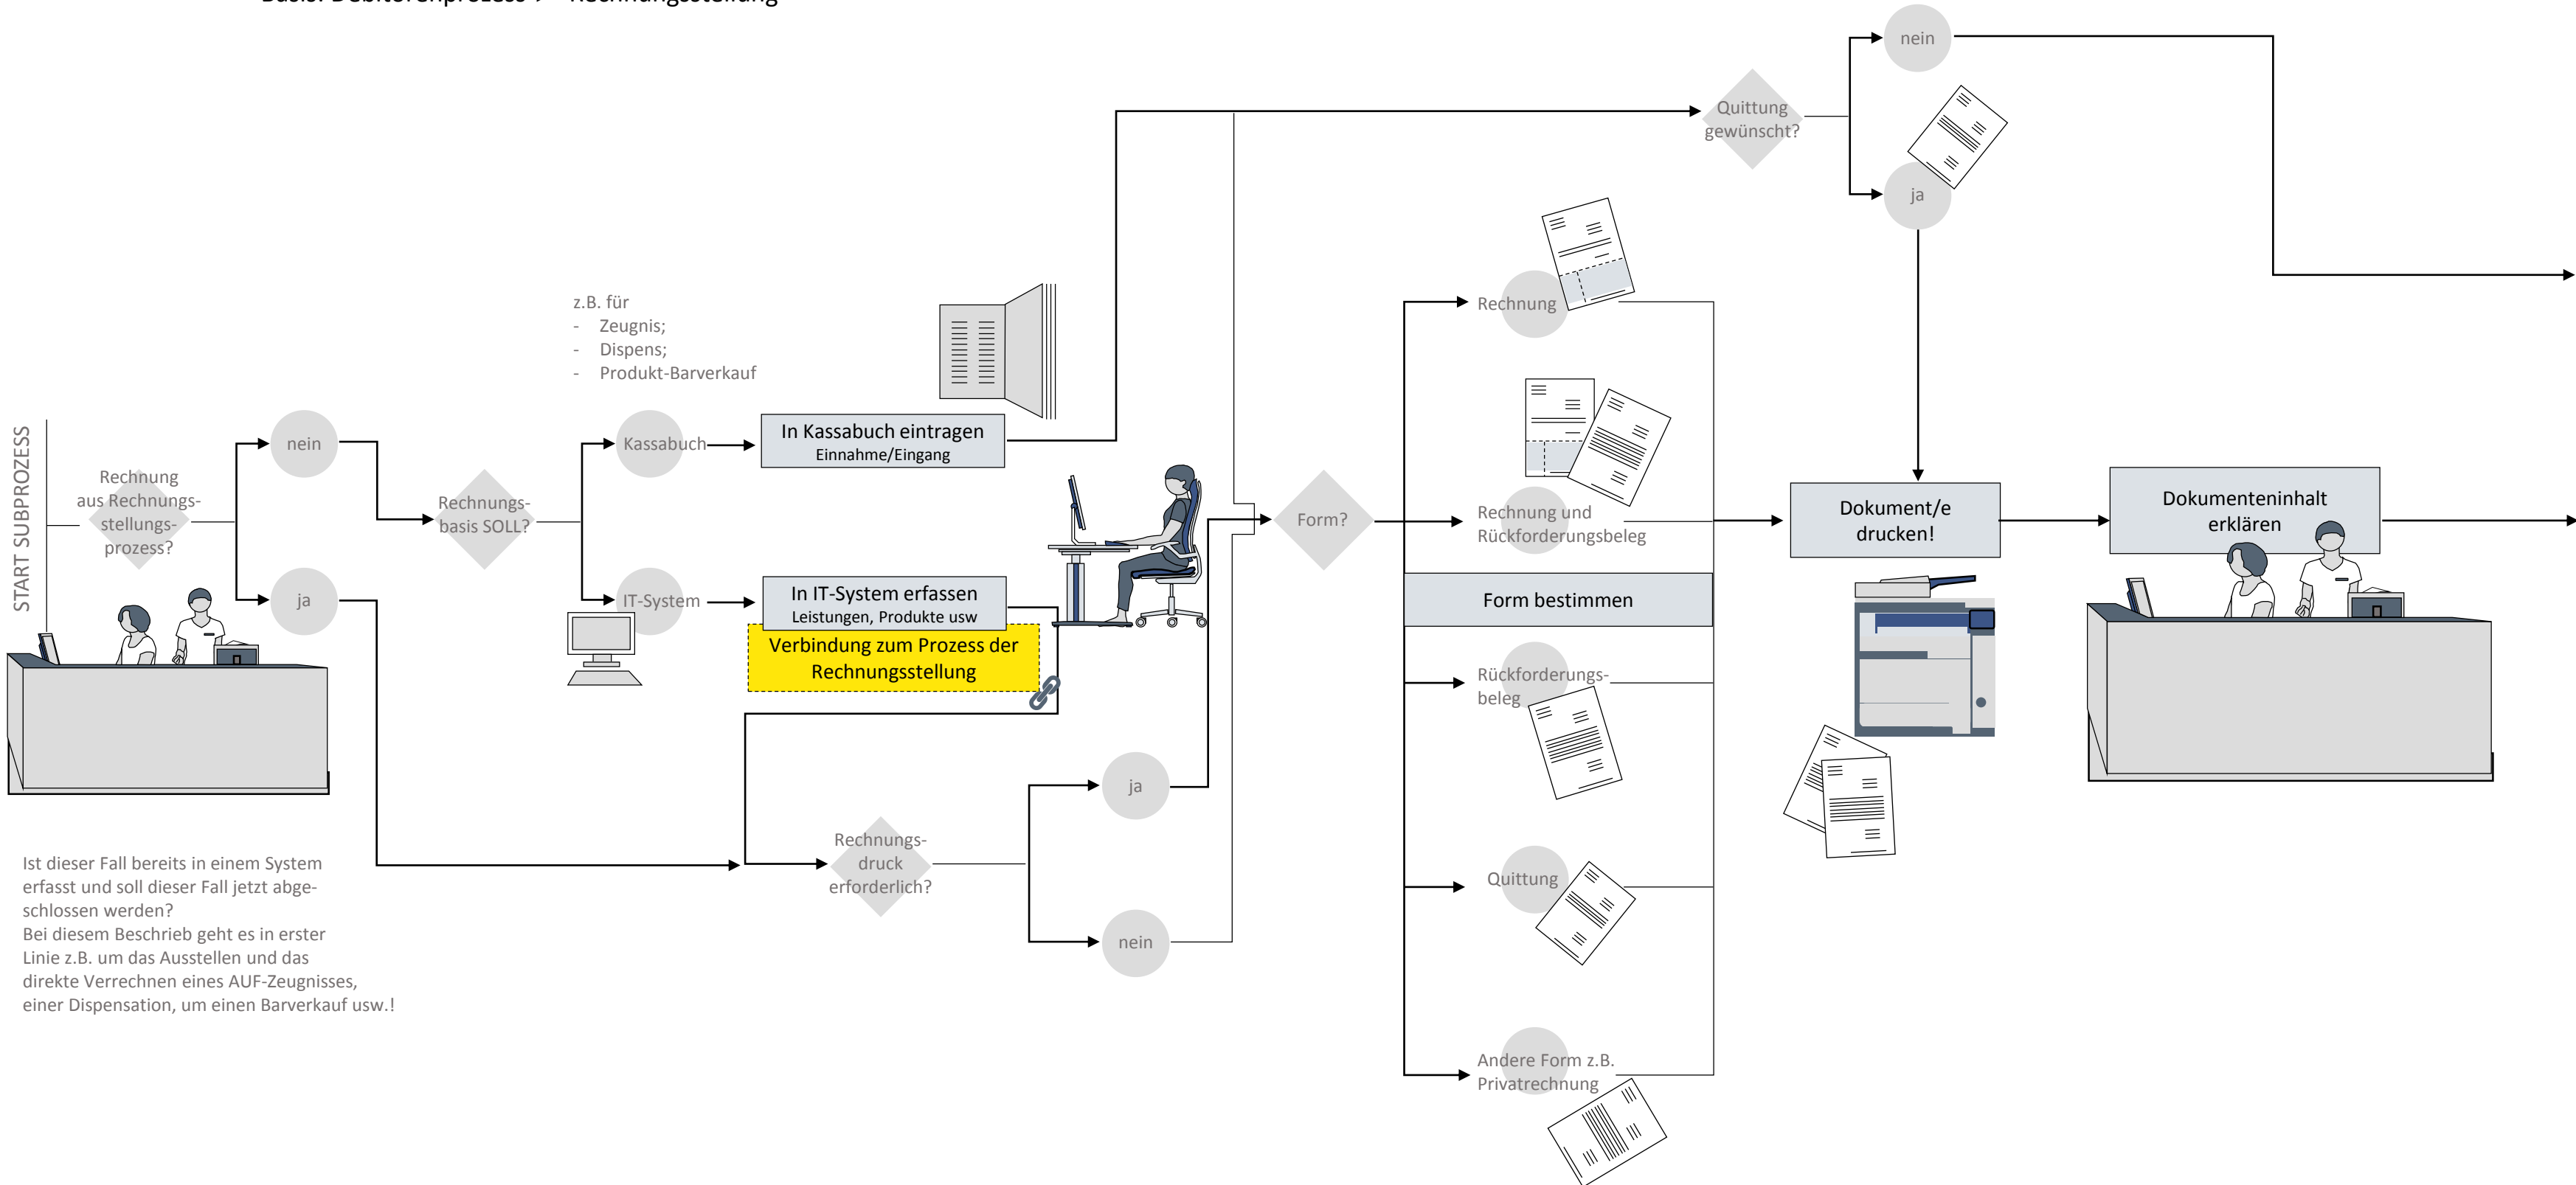 Basis: Debitorenprozess > Rechnungsstellung
nein
Quittung
gewünscht?
ja
z.B. für
- Zeugnis;
- Dispens;
- Produkt-Barverkauf
START SUBPROZESS
Rechnung
aus Rechnungs-
stellungs-
prozess?
nein
ja
Rechnungs-
basis SOLL?
Kassabuch
In Kassabuch eintragen
Einnahme/Eingang
IT-System
In IT-System erfassen
Leistungen, Produkte usw
Verbindung zum Prozess der
Rechnungsstellung
Rechnungs-
druck
erforderlich?
ja
nein
Form?
Rechnung
Rechnung und
Rückforderungsbeleg
Form bestimmen
Rückforderungs-
beleg
Quittung
Andere Form z.B.
Privatrechnung
Dokument/e
drucken!
Dokumenteninhalt
erklären
Ist dieser Fall bereits in einem System
erfasst und soll dieser Fall jetzt abge-
schlossen werden?
Bei diesem Beschrieb geht es in erster
Linie z.B. um das Ausstellen und das
direkte Verrechnen eines AUF-Zeugnisses,
einer Dispensation, um einen Barverkauf usw.!